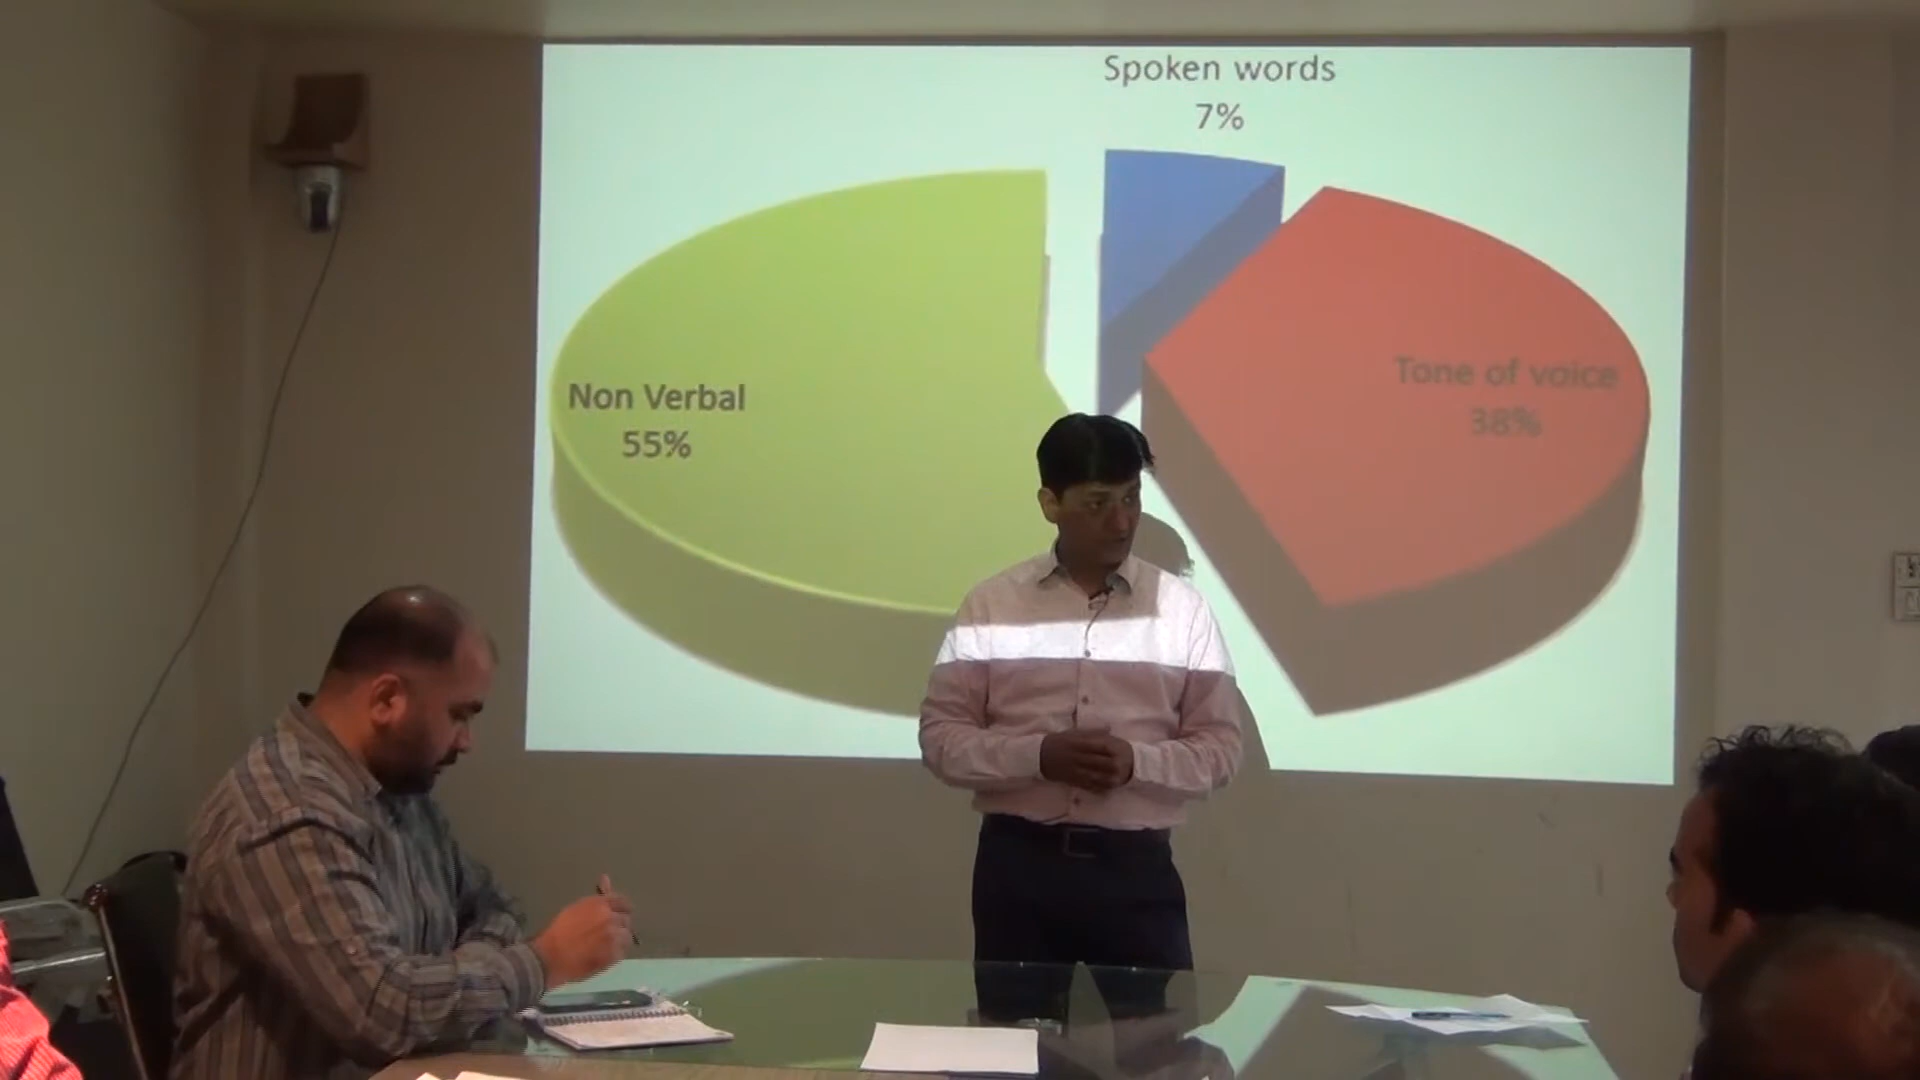 Spoken words
7%
Non Verbal
55%
Tone of voice
38%